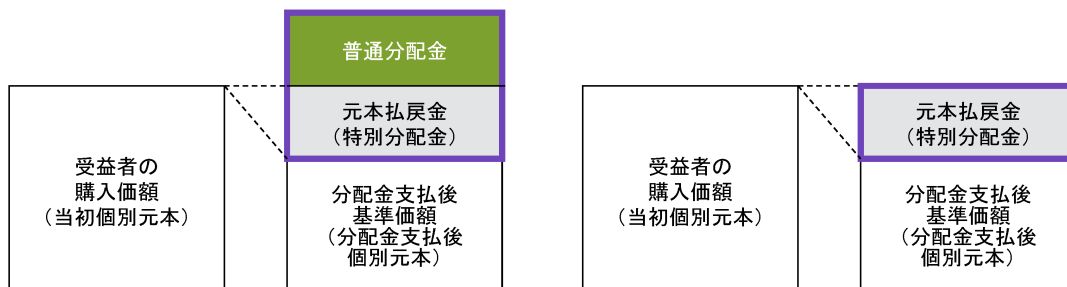 普通分配金
元本払戻金
（特別分配金）
受益者の
購入価額
（当初個別元本）
分配金支払後
基準価額
（分配金支払後
個別元本）
元本払戻金
（特別分配金）
受益者の
購入価額
（当初個別元本）
分配金支払後
基準価額
（分配金支払後
個別元本）